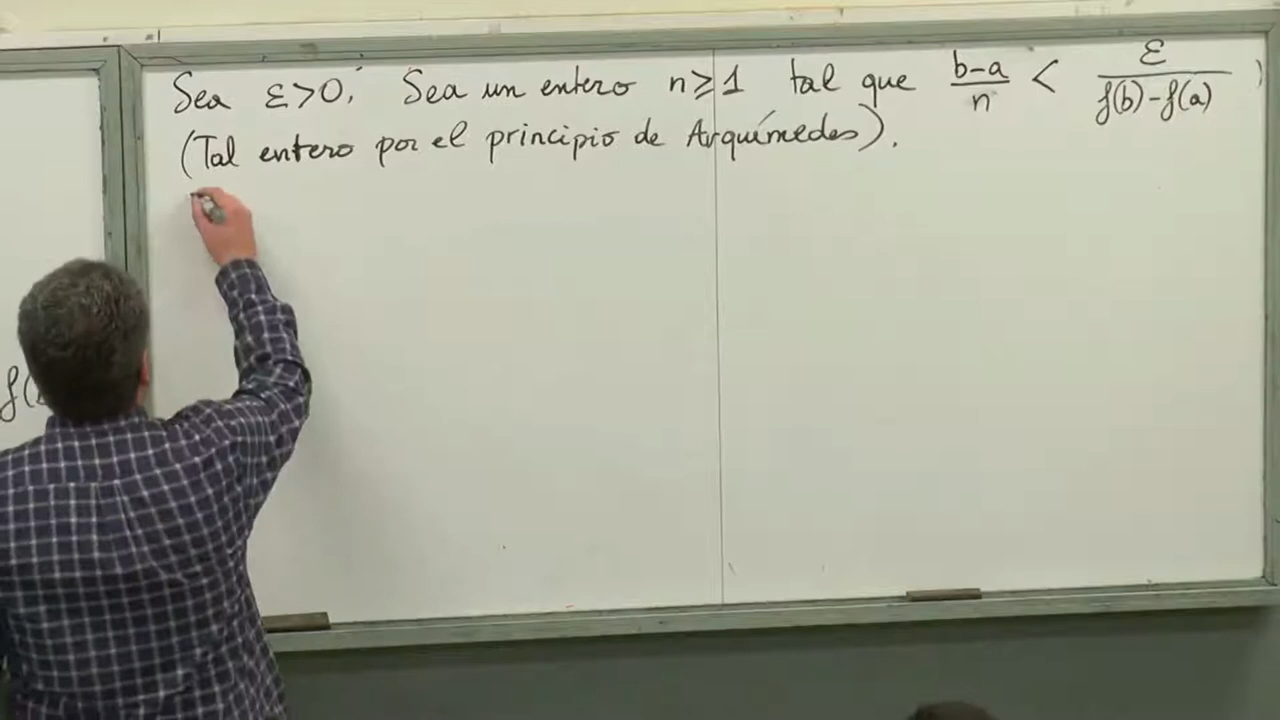 Sea ε>0. Sea un entero n≥1 tal que (b-a)/n < ε/(f(b)-f(a))
(Tal entero por el principio de Arquímedes).
f(